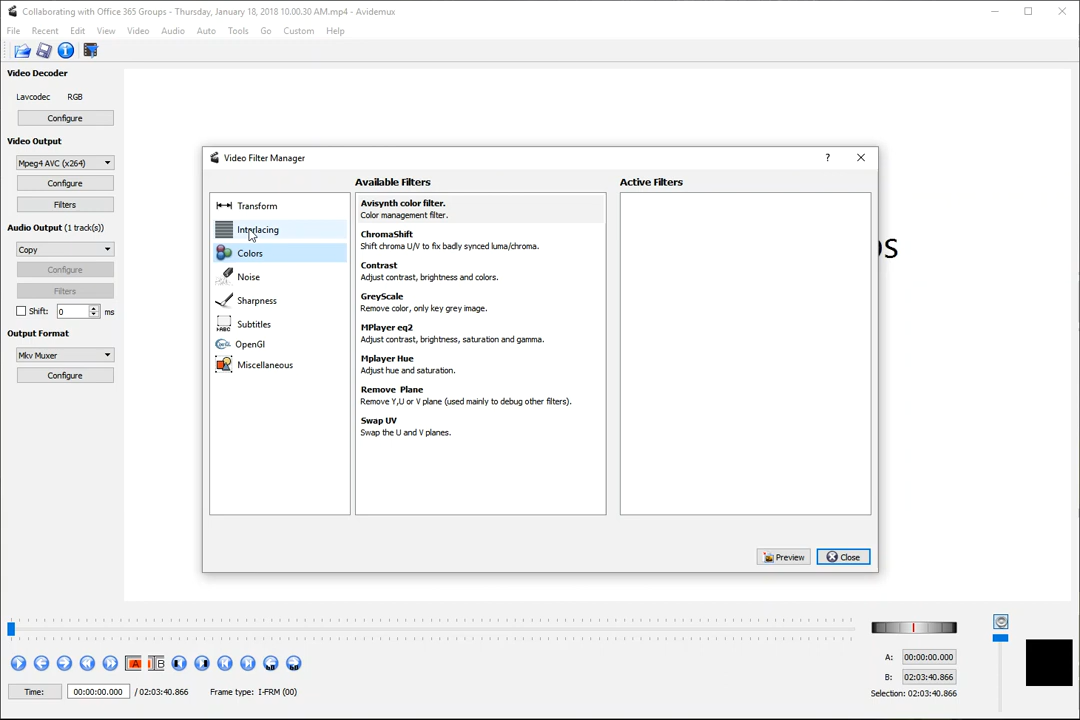 Collaborating with Office 365 Groups - Thursday, January 18, 2018 10.00.30 AM.mp4 - Avidemux
File Recent Edit View Video Audio Auto Tools Go Custom Help
Video Decoder
Lavcodec RGB
Configure
Video Output
Mpeg4 AVC (x264)
Configure
Filters
Audio Output (1 track(s))
Copy
Configure
Filters
Shift: 0 ms
Output Format
Mkv Muxer
Configure
Video Filter Manager
?
Available Filters
Active Filters
Transform
Interlacing
Colors
Noise
Sharpness
Subtitles
OpenGl
Miscellaneous
Avisynth color filter.
Color management filter.
ChromaShift
Shift chroma U/V to fix badly synced luma/chroma.
Contrast
Adjust contrast, brightness and colors.
GreyScale
Remove color, only key grey image.
MPlayer eq2
Adjust contrast, brightness, saturation and gamma.
Mplayer Hue
Adjust hue and saturation.
Remove Plane
Remove Y,U or V plane (used mainly to debug other filters).
Swap UV
Swap the U and V planes.
Preview
Close
A B
60 60
Time: 00:00:00.000 / 02:03:40.866 Frame type: I-FRM (00)
A: 00:00:00.000
B: 02:03:40.866
Selection: 02:03:40.866